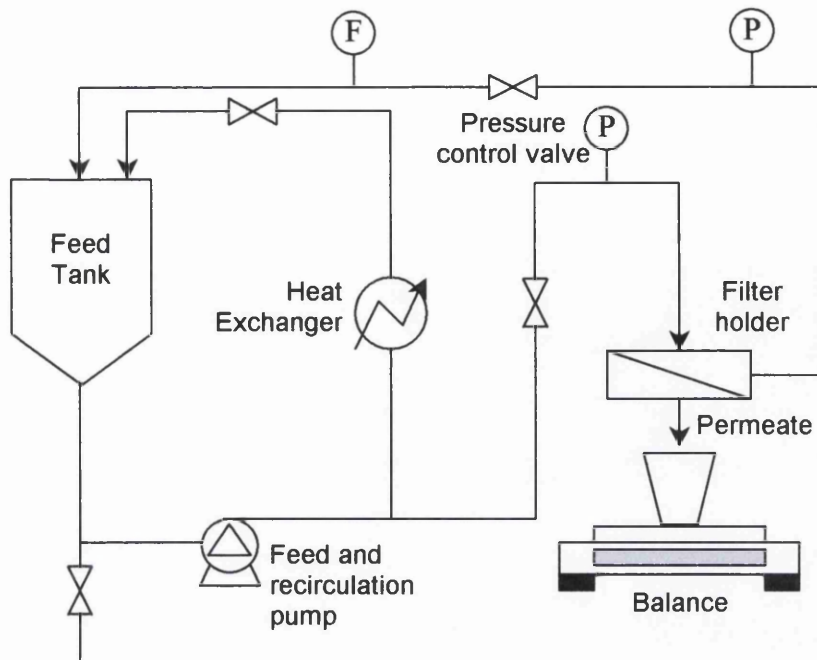 F
P
Pressure
control valve
P
Feed
Tank
Heat
Exchanger
Filter
holder
Permeate
Feed and
recirculation
pump
Balance